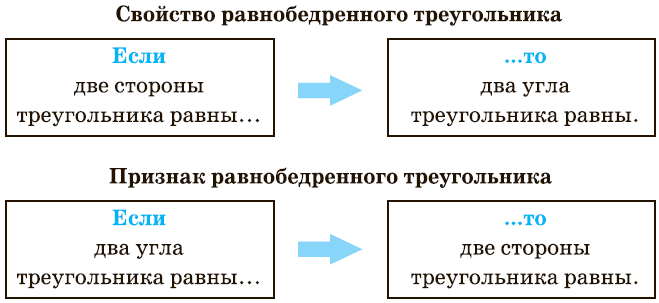 Свойство равнобедренного треугольника
Если
две стороны
треугольника равны…
…то
два угла
треугольника равны.
Признак равнобедренного треугольника
Если
два угла
треугольника равны…
…то
две стороны
треугольника равны.